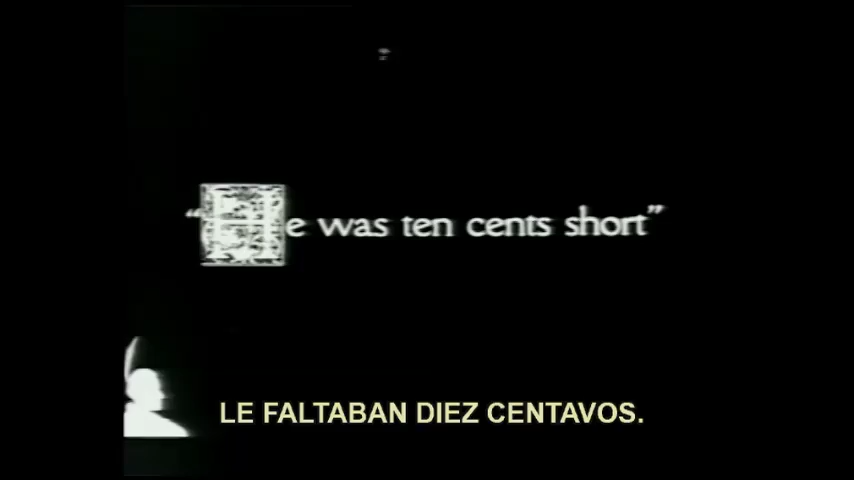 “He was ten cents short”
LE FALTABAN DIEZ CENTAVOS.